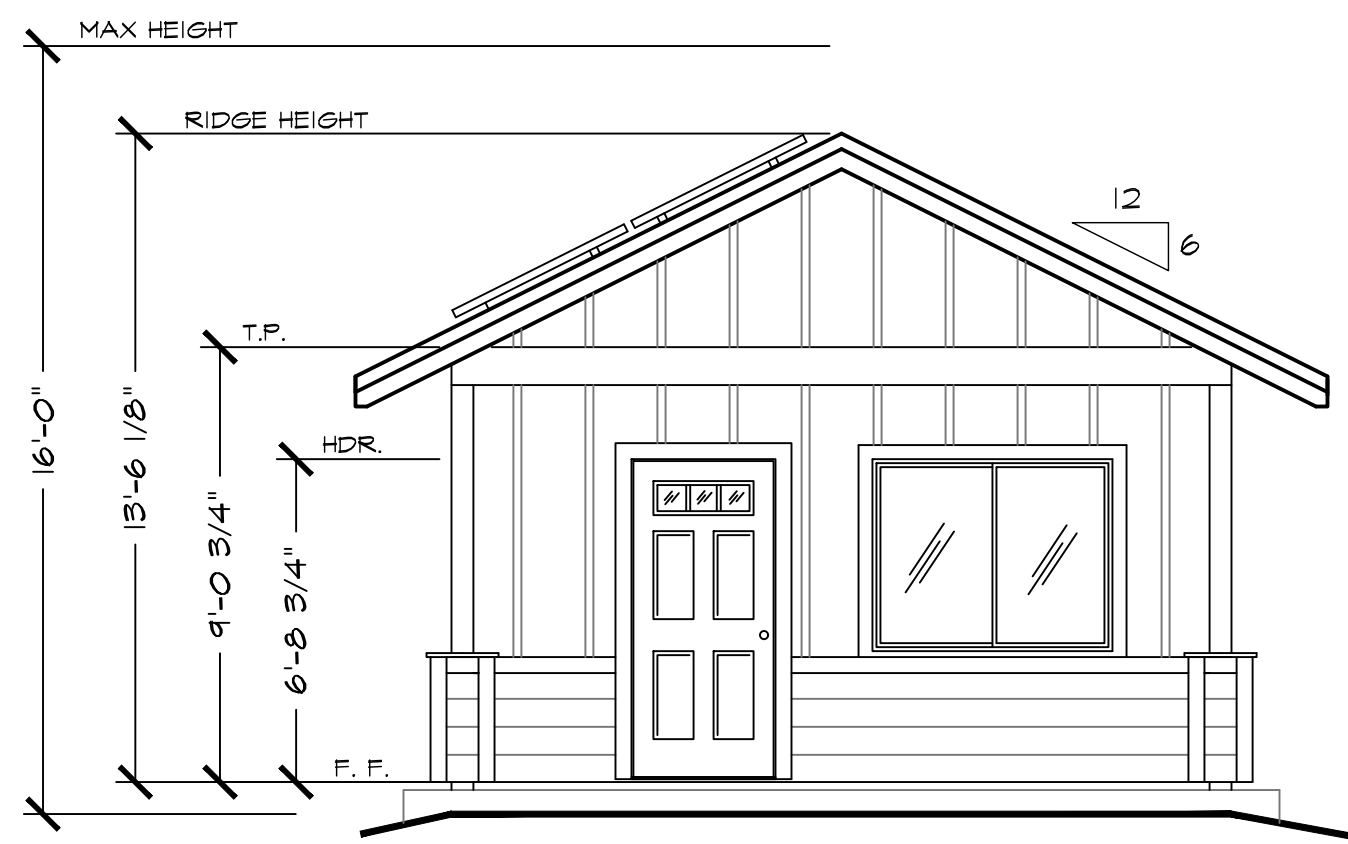 MAX HEIGHT
RIDGE HEIGHT
12
6
T.P.
HDR.
16'-0"
13'-6 1/8"
9'-0 3/4"
6'-8 3/4"
F. F.